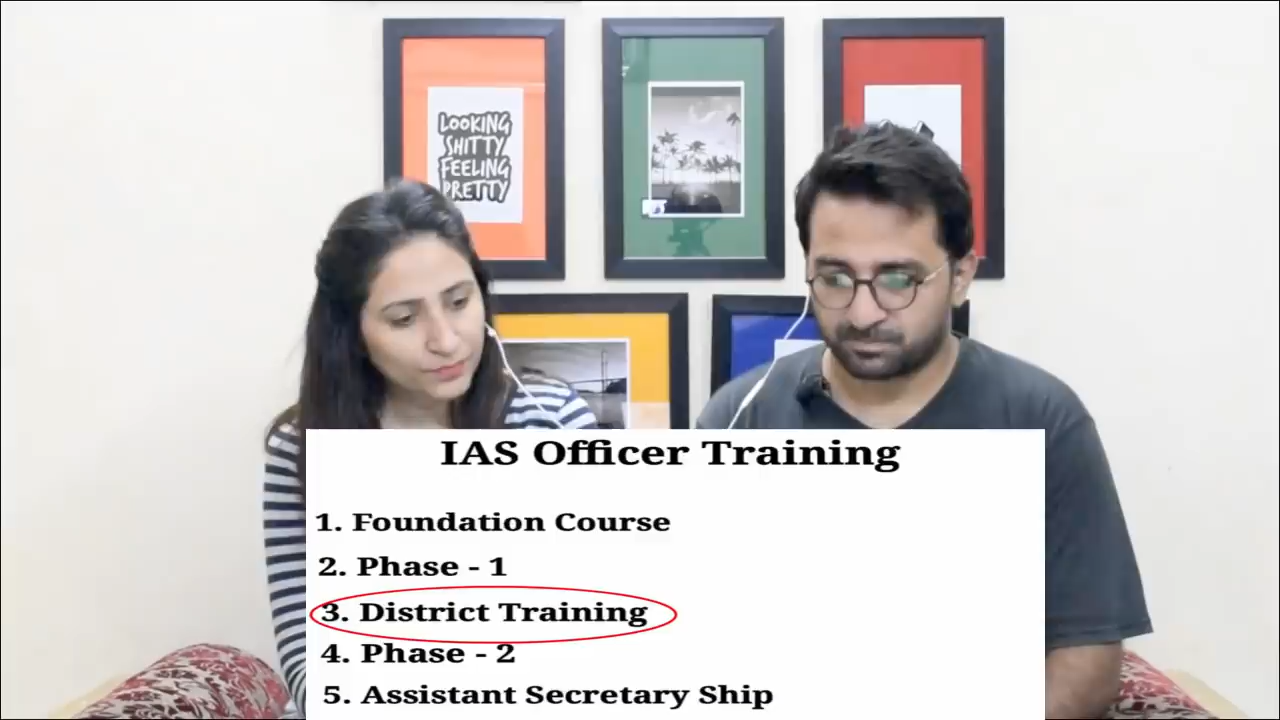 LOOKING
SHITTY
FEELING
PRETTY
IAS Officer Training
1. Foundation Course
2. Phase - 1
3. District Training
4. Phase - 2
5. Assistant Secretary Ship